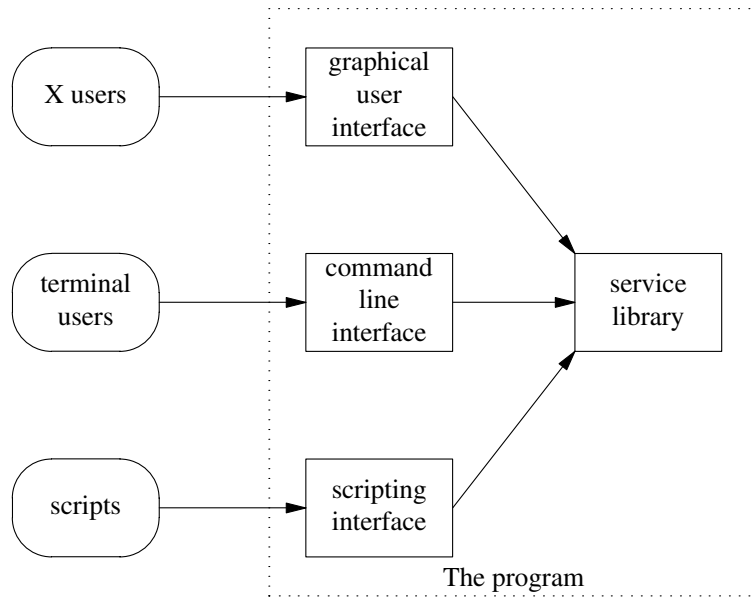 X users
graphical
user
interface
terminal
users
command
line
interface
service
library
scripts
scripting
interface
The program